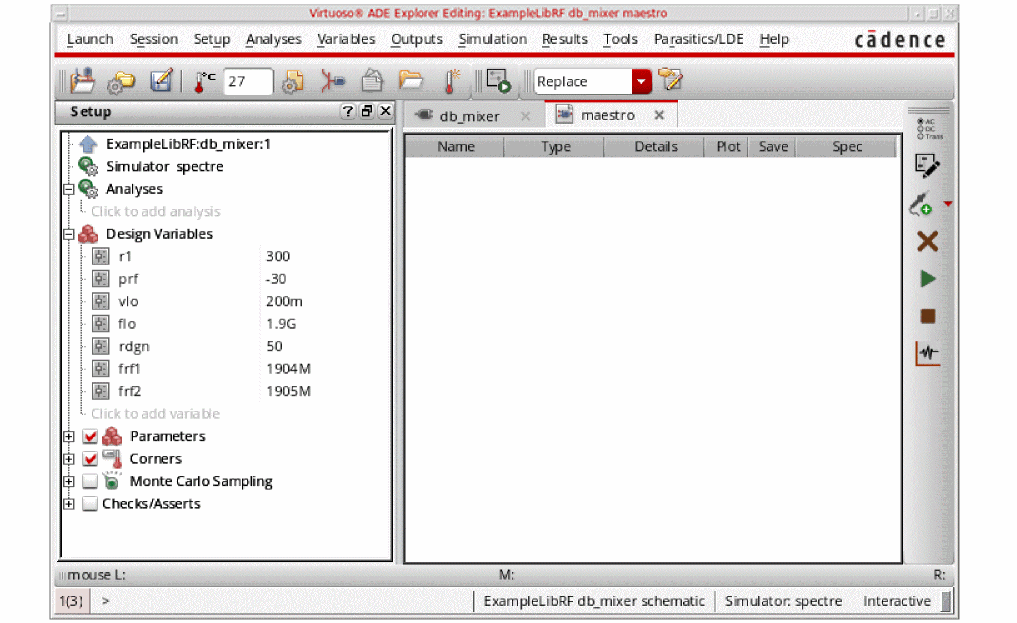 Virtuoso® ADE Explorer Editing: ExampleLibRF db_mixer maestro
Launch Session Setup Analyses Variables Outputs Simulation Results Tools Parasitics/LDE Help cādence
°C 27 Replace
Setup ? db_mixer maestro
Name Type Details Plot Save Spec
AC
DC
Trans
ExampleLibRF:db_mixer:1
Simulator spectre
Analyses
Click to add analysis
Design Variables
r1 300
prf -30
vlo 200m
flo 1.9G
rdgn 50
frf1 1904M
frf2 1905M
Click to add variable
Parameters
Corners
Monte Carlo Sampling
Checks/Asserts
mouse L: M: R:
1(3) > ExampleLibRF db_mixer schematic Simulator: spectre Interactive